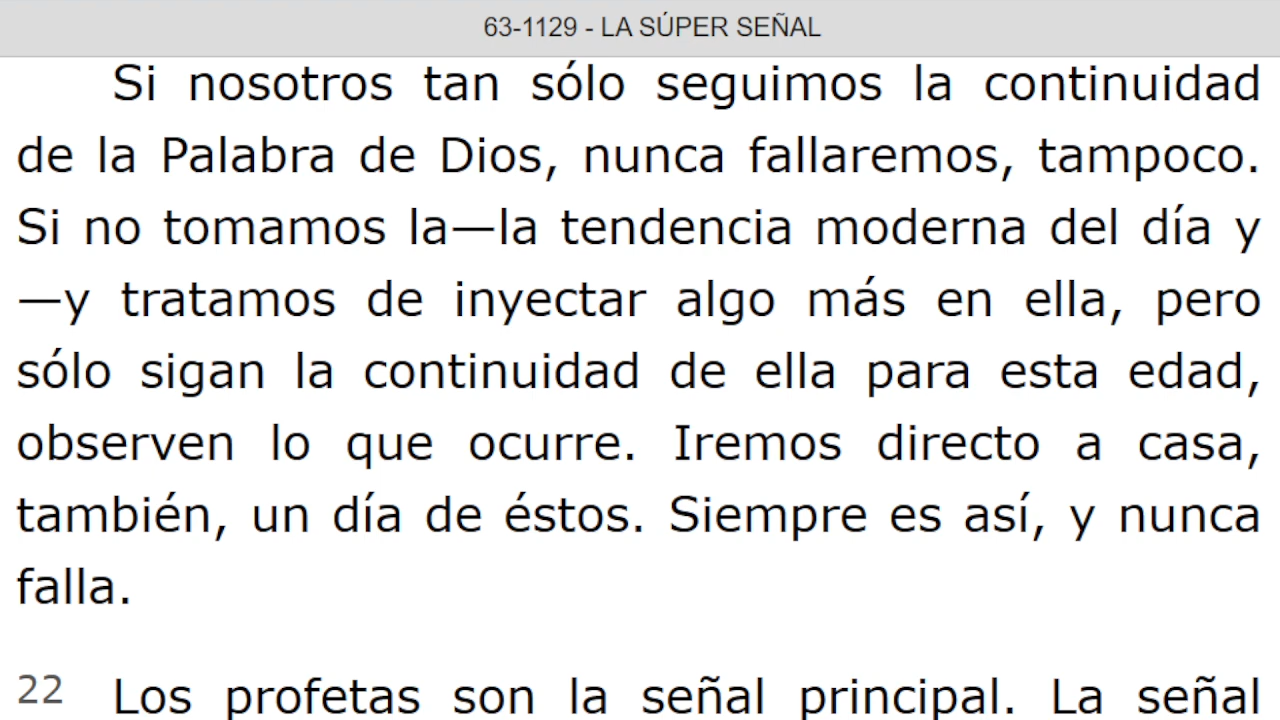 63-1129 - LA SÚPER SEÑAL
Si nosotros tan sólo seguimos la continuidad
de la Palabra de Dios, nunca fallaremos, tampoco.
Si no tomamos la—la tendencia moderna del día y
—y tratamos de inyectar algo más en ella, pero
sólo sigan la continuidad de ella para esta edad,
observen lo que ocurre. Iremos directo a casa,
también, un día de éstos. Siempre es así, y nunca
falla.
22 Los profetas son la señal principal. La señal